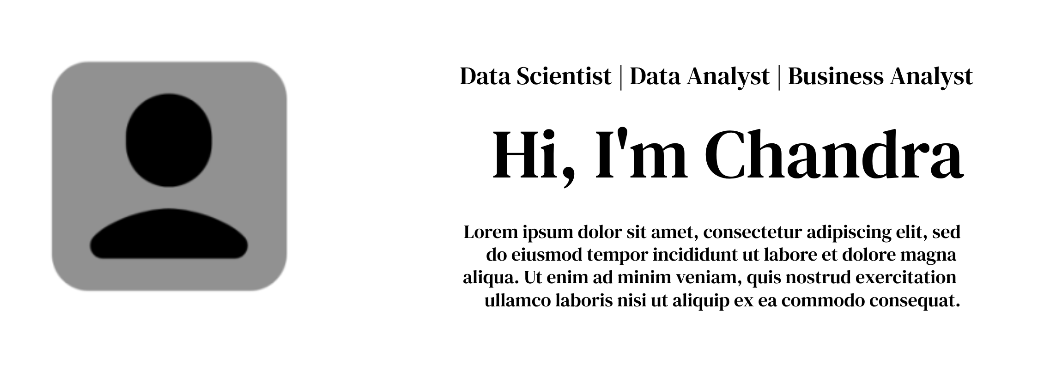 Data Scientist | Data Analyst | Business Analyst
Hi, I'm Chandra
Lorem ipsum dolor sit amet, consectetur adipiscing elit, sed
do eiusmod tempor incididunt ut labore et dolore magna
aliqua. Ut enim ad minim veniam, quis nostrud exercitation
ullamco laboris nisi ut aliquip ex ea commodo consequat.